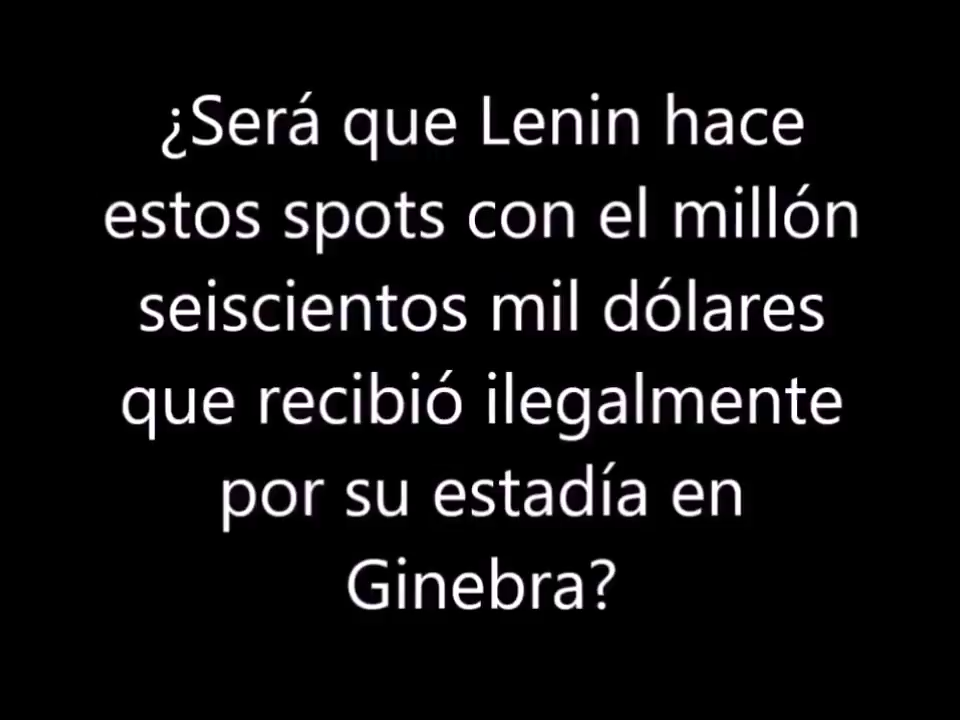 ¿Será que Lenin hace
estos spots con el millón
seiscientos mil dólares
que recibió ilegalmente
por su estadía en
Ginebra?